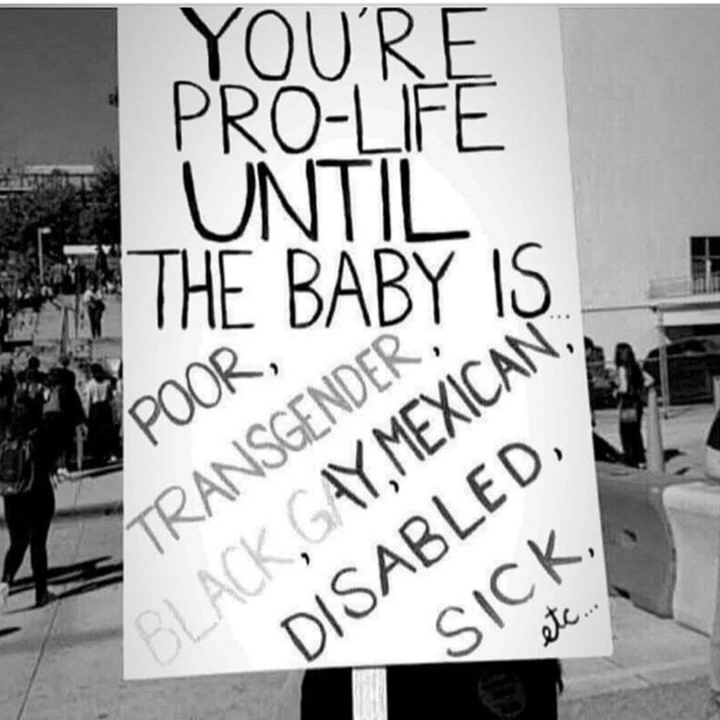 YOU'RE
PRO-LIFE
UNTIL
THE BABY IS...
POOR,
TRANSGENDER,
BLACK, GAY, MEXICAN,
DISABLED,
SICK,
etc...